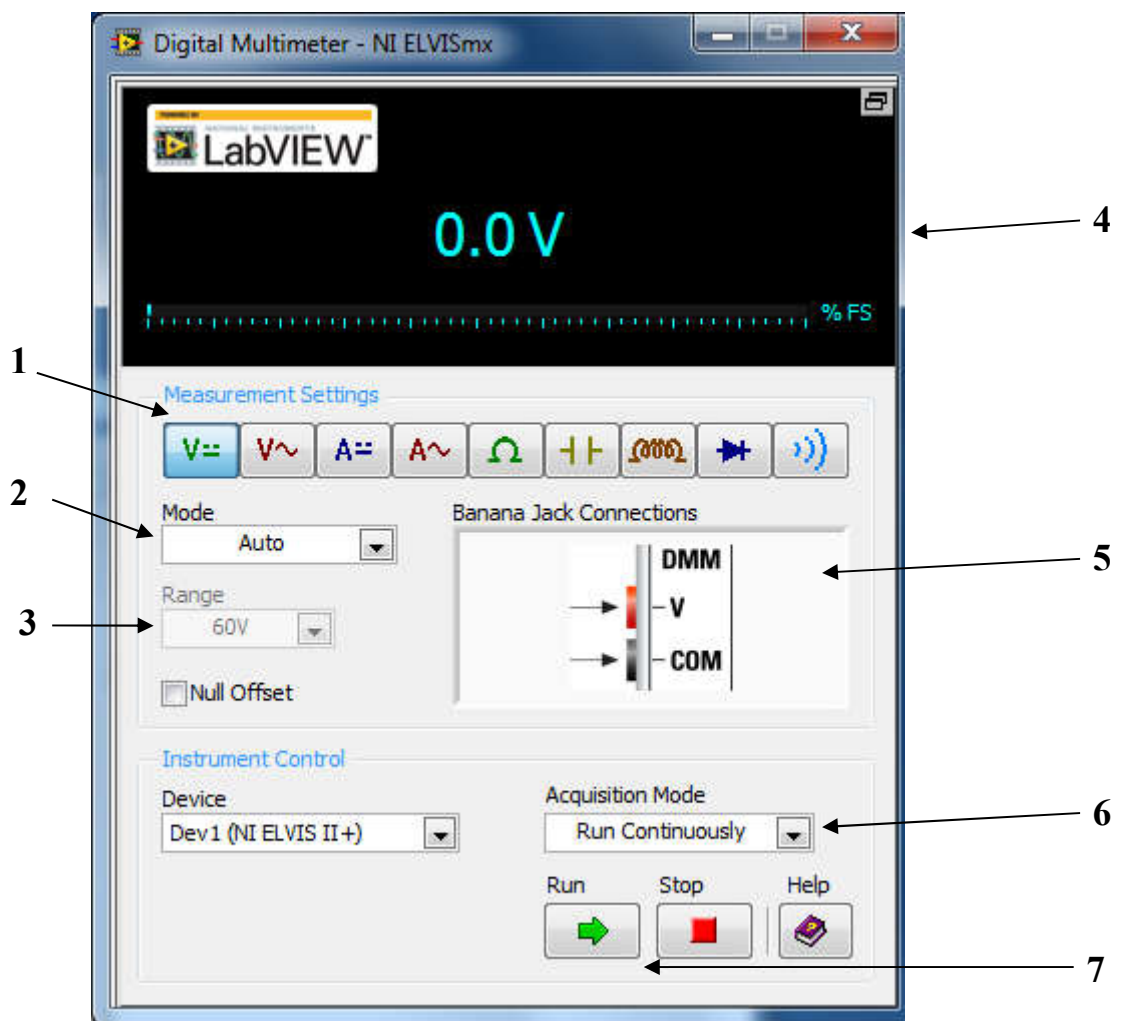 Digital Multimeter - NI ELVISmx
LabVIEW™
0.0 V
% FS
4
1
Measurement Settings
V A A Ω
V
2
Mode
Auto
Banana Jack Connections
DMM
V
COM
5
Range
60V
3
Null Offset
Instrument Control
Device
Dev1 (NI ELVIS II+)
Acquisition Mode
Run Continuously
6
Run Stop Help
7